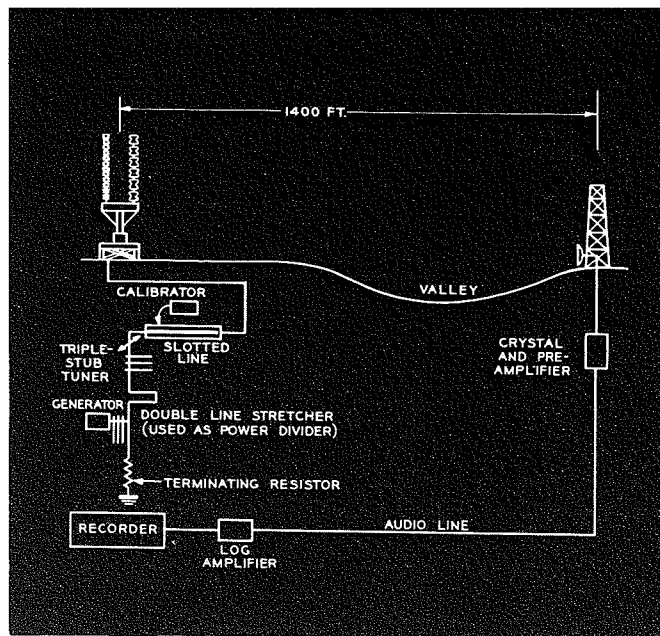 1400 FT.
VALLEY
CALIBRATOR
SLOTTED
LINE
TRIPLE-
STUB
TUNER
CRYSTAL
AND PRE-
AMPLIFIER
GENERATOR
DOUBLE LINE STRETCHER
(USED AS POWER DIVIDER)
TERMINATING RESISTOR
RECORDER
AUDIO LINE
LOG
AMPLIFIER